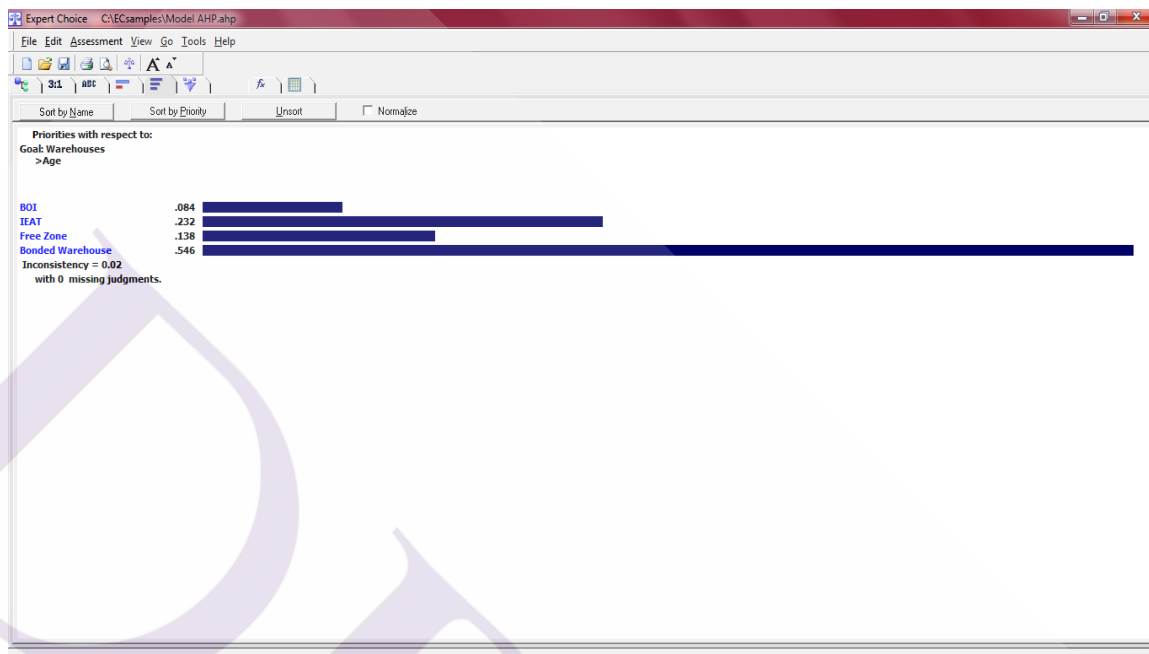 Expert Choice C:\ECsamples\Model AHP.ahp
File Edit Assessment View Go Tools Help
A A
3:1 ABC fx
Sort by Name Sort by Priority Unsort Normalize
Priorities with respect to:
Goal: Warehouses
>Age
BOI .084
IEAT .232
Free Zone .138
Bonded Warehouse .546
Inconsistency = 0.02
with 0 missing judgments.